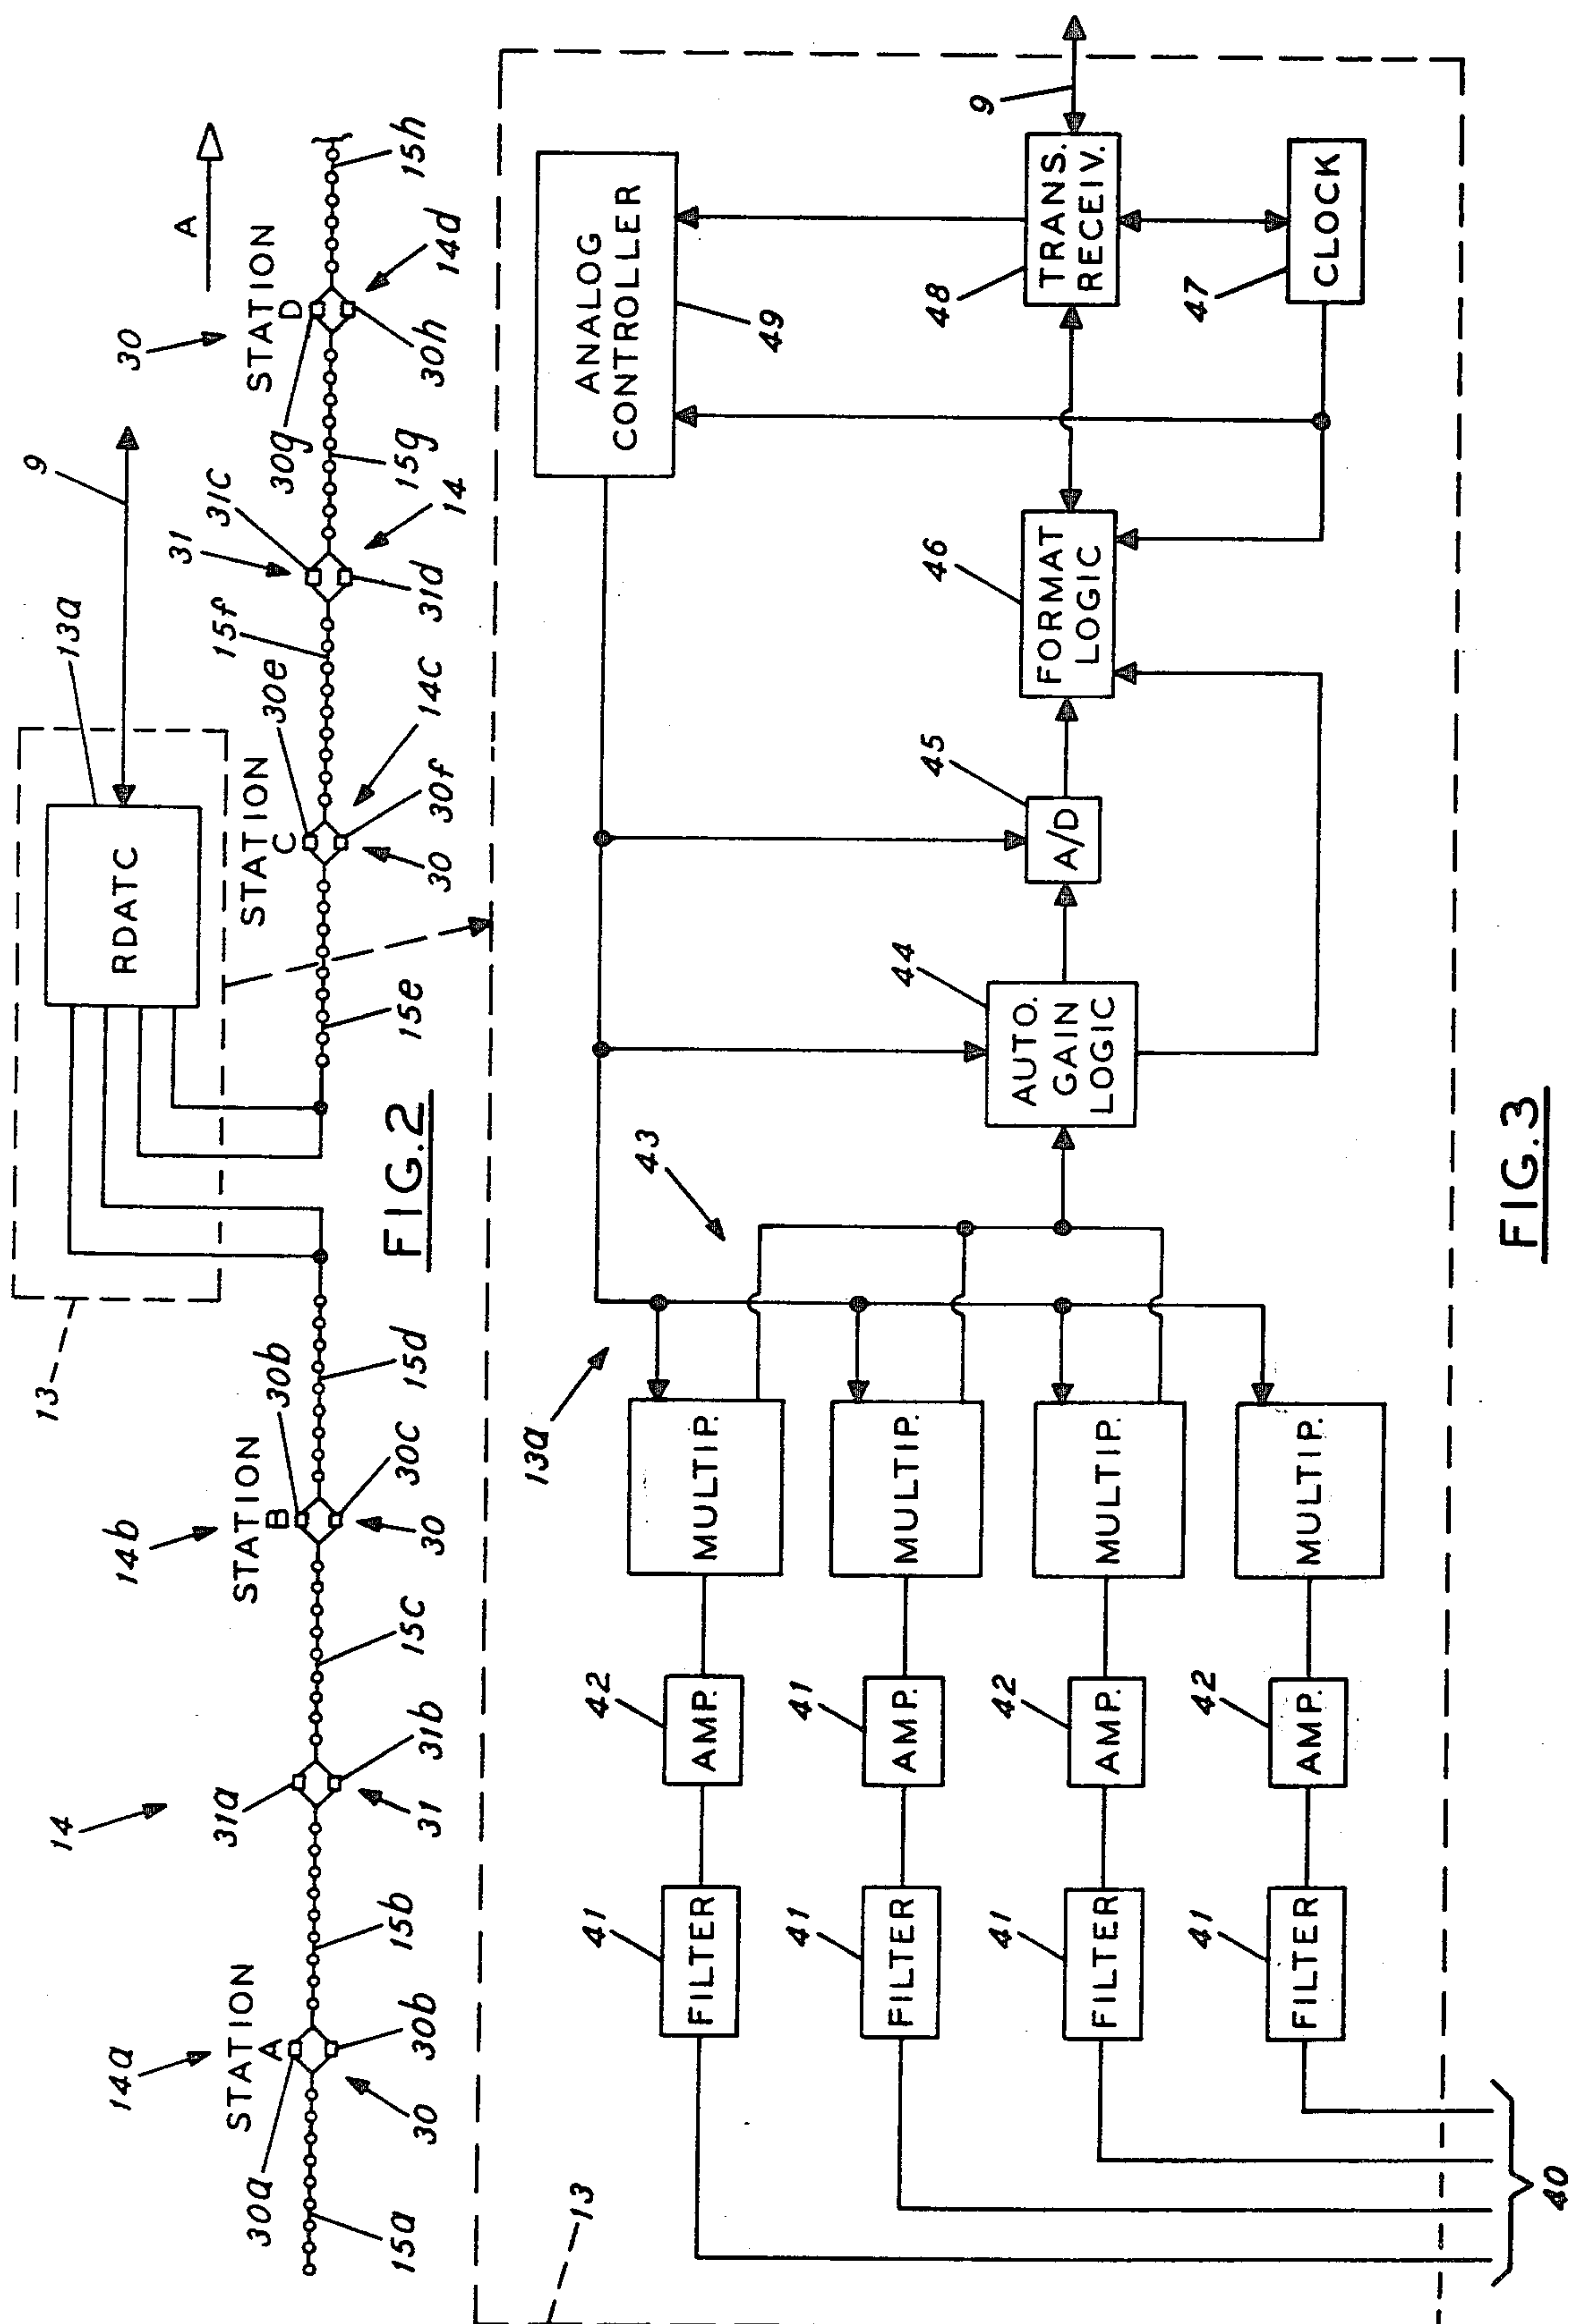 9
13a
RDATC
13
A
14a
STATION
A
14
14b
STATION
B
STATION
C
30
STATION
D
30a
31a
30b
30e
31
31c
30g
15a
30
30b
15b
31
31b
15c
30
30c
15d
15e
30
30f
14c
15f
31d
14
15g
30h
14d
15h
FIG.2
13
13a
43
ANALOG
CONTROLLER
49
41
FILTER
42
AMP.
MULTIP.
41
FILTER
41
AMP.
MULTIP.
41
FILTER
42
AMP.
MULTIP.
41
FILTER
42
AMP.
MULTIP.
44
AUTO.
GAIN
LOGIC
45
A/D
46
FORMAT
LOGIC
48
TRANS.
RECEIV.
9
47
CLOCK
40
FIG.3